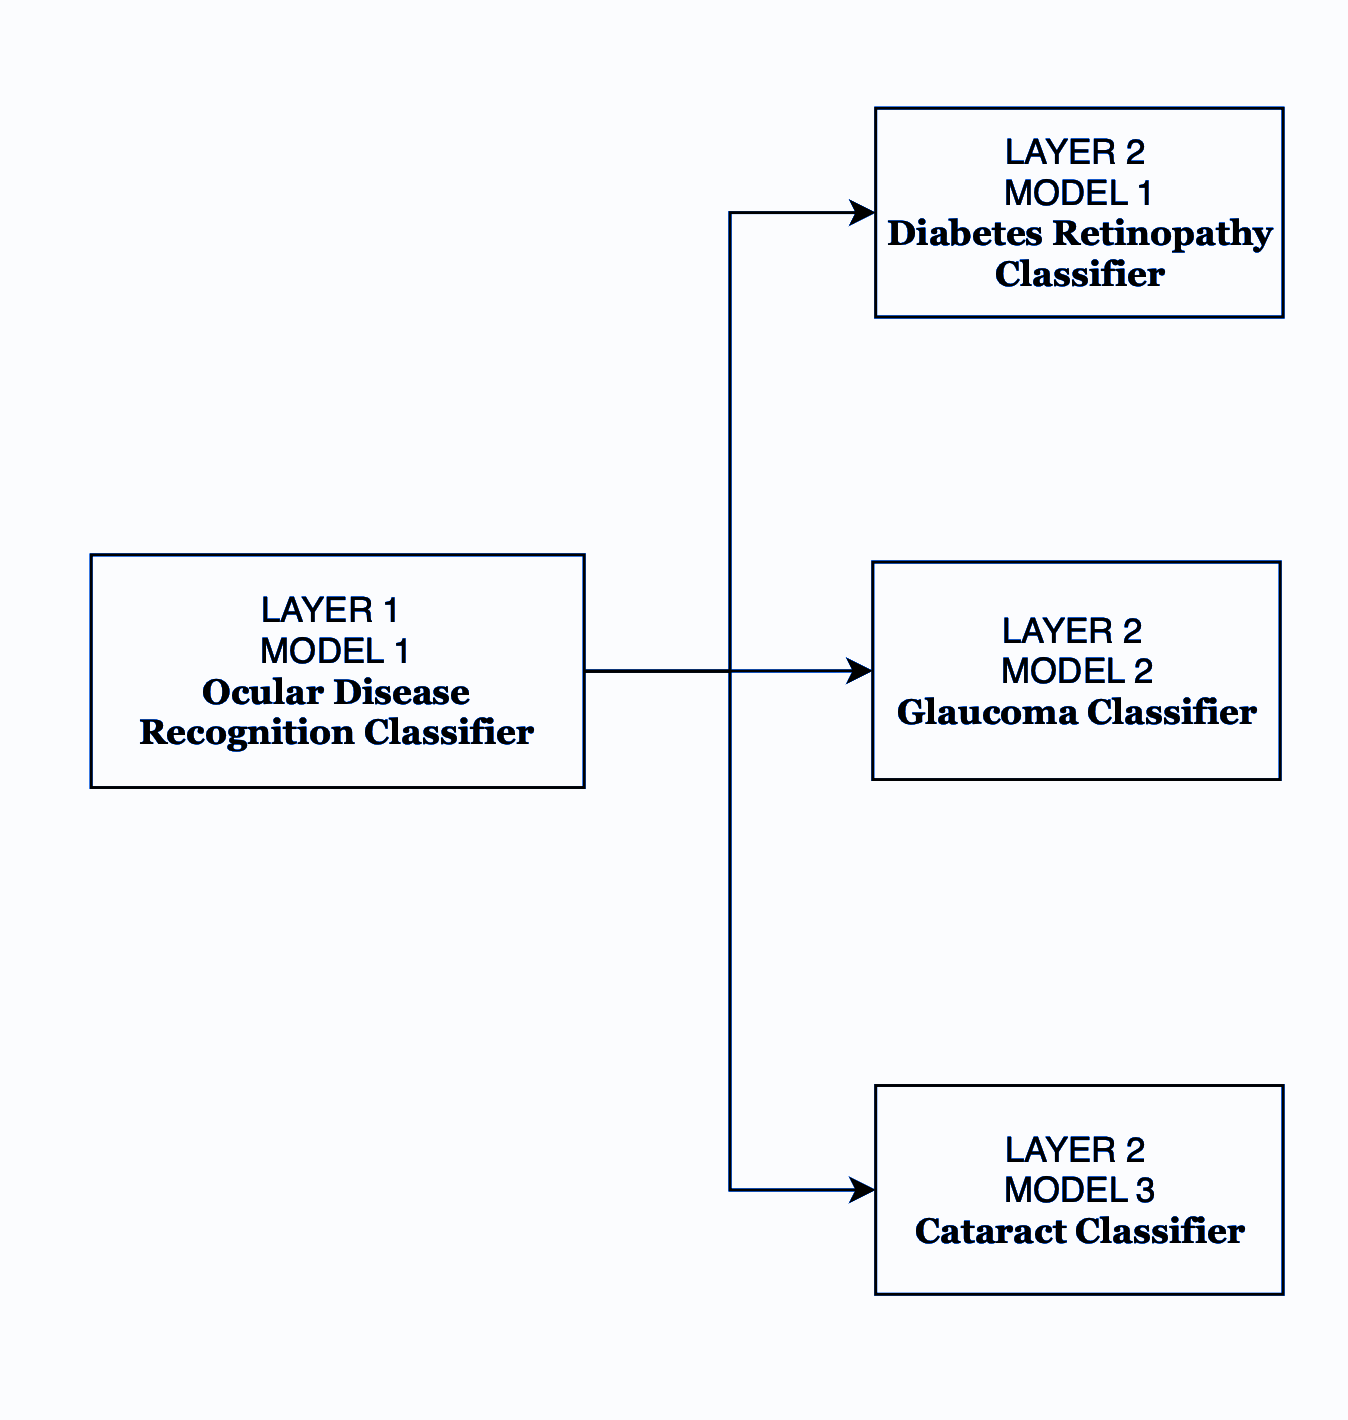 LAYER 1
MODEL 1
Ocular Disease
Recognition Classifier
LAYER 2
MODEL 1
Diabetes Retinopathy
Classifier
LAYER 2
MODEL 2
Glaucoma Classifier
LAYER 2
MODEL 3
Cataract Classifier